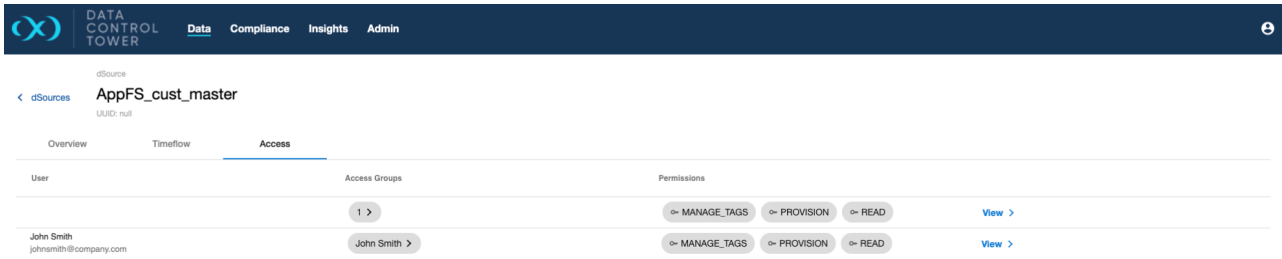 DATA
CONTROL
TOWER
Data Compliance Insights Admin
dSource
dSources AppFS_cust_master
UUID: null
Overview Timeflow Access
User Access Groups Permissions
1 MANAGE_TAGS PROVISION READ View
John Smith
johnsmith@company.com John Smith MANAGE_TAGS PROVISION READ View